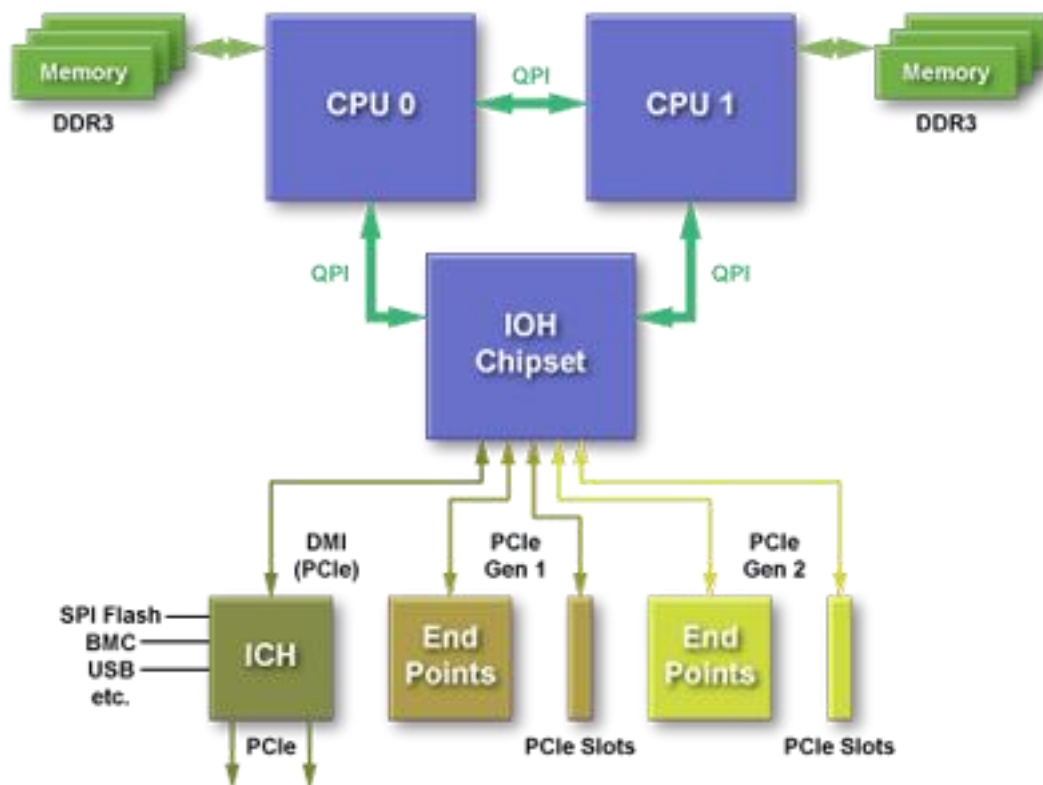 Memory
DDR3
CPU 0
QPI
CPU 1
Memory
DDR3
QPI
QPI
IOH
Chipset
DMI
(PCIe)
PCIe
Gen 1
PCIe
Gen 2
SPI Flash
BMC
USB
etc.
ICH
End
Points
End
Points
PCIe
PCIe Slots
PCIe Slots